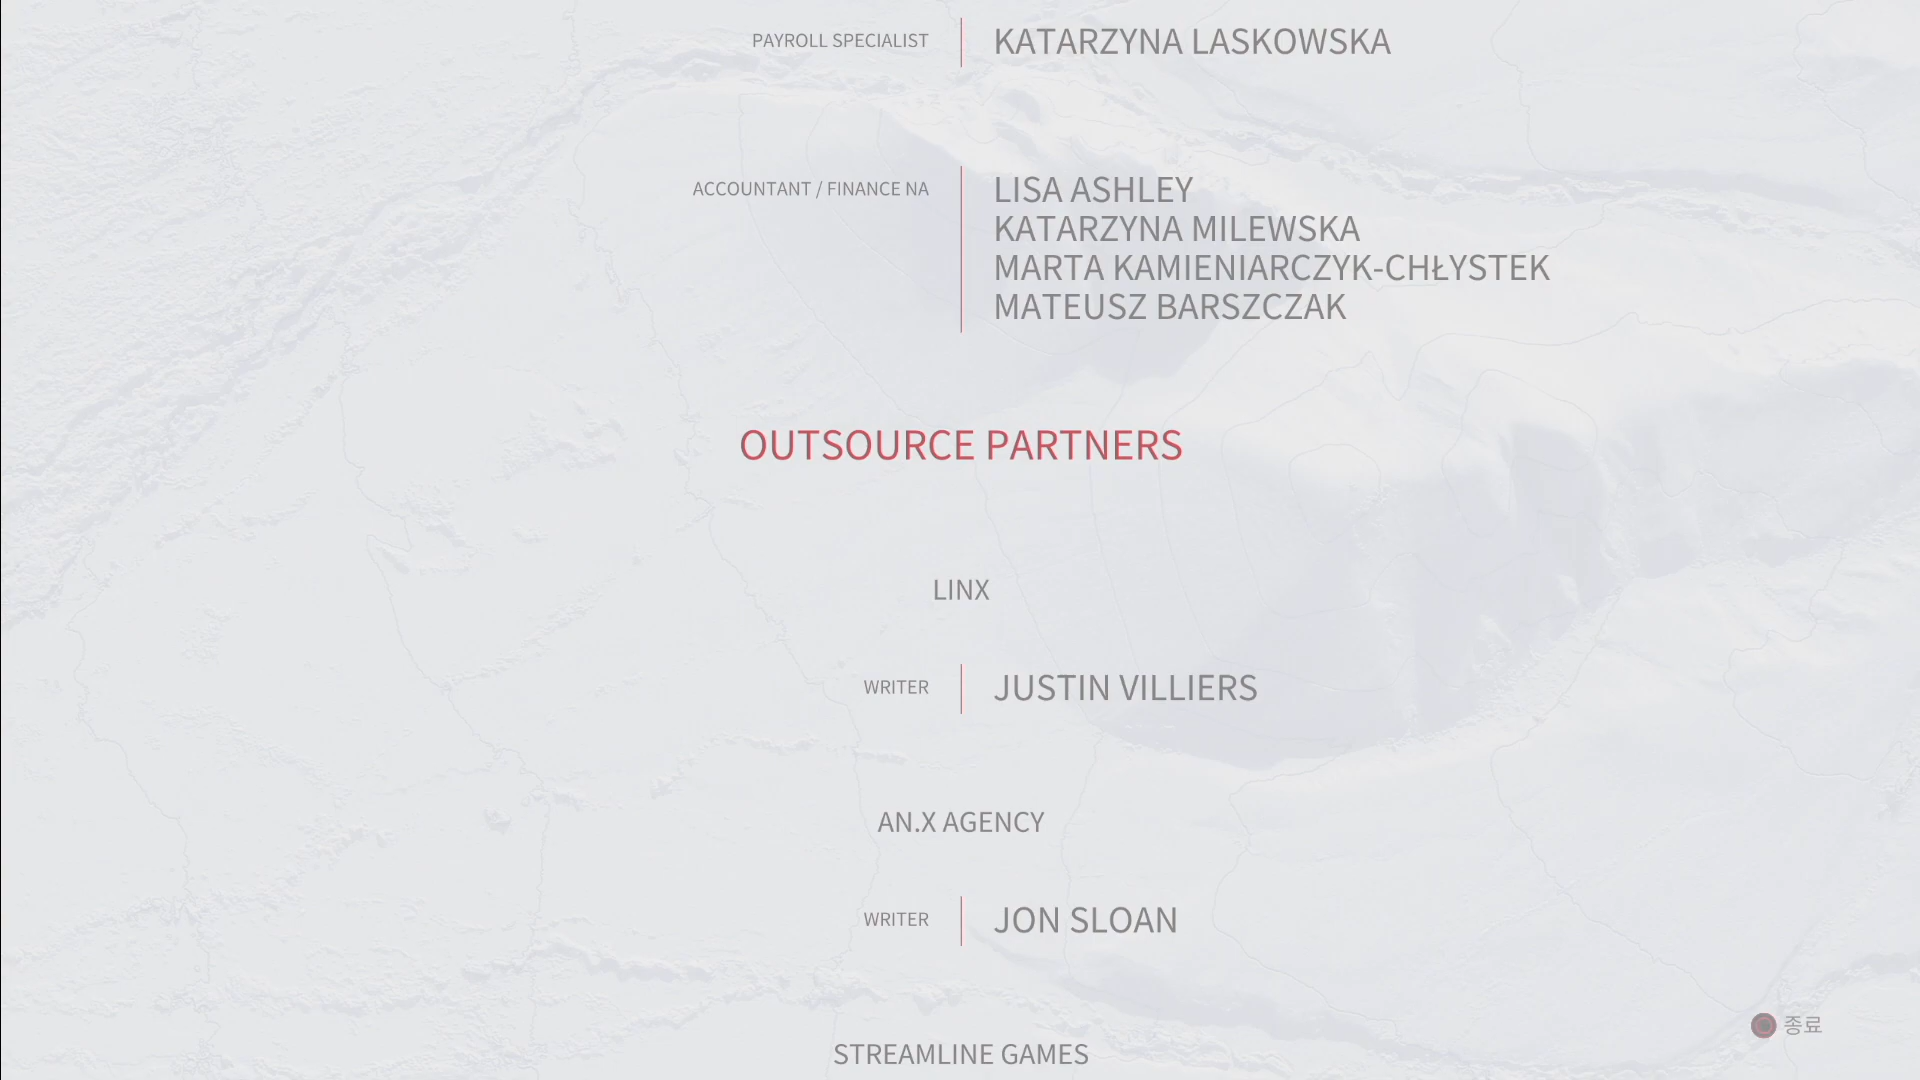 PAYROLL SPECIALIST KATARZYNA LASKOWSKA
ACCOUNTANT / FINANCE NA LISA ASHLEY
KATARZYNA MILEWSKA
MARTA KAMIENIARCZYK-CHŁYSTEK
MATEUSZ BARSZCZAK
OUTSOURCE PARTNERS
LINX
WRITER JUSTIN VILLIERS
AN.X AGENCY
WRITER JON SLOAN
종료
STREAMLINE GAMES